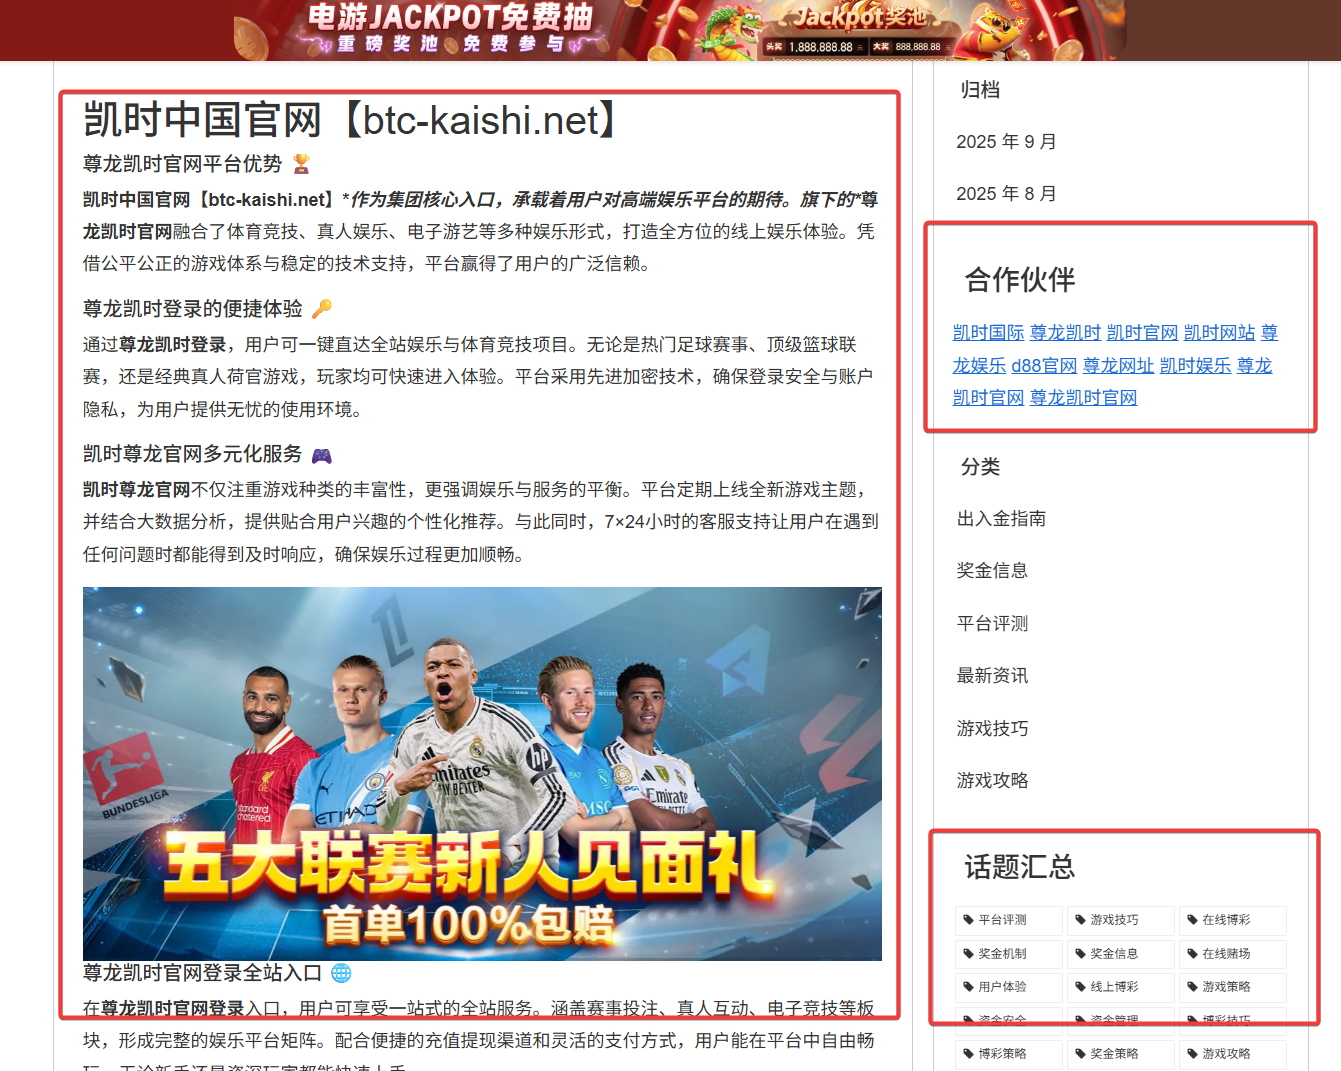 电游JACKPOT免费抽
重磅奖池 免费参与
Jackpot奖池
头奖 1,888,888.88 元 大奖 888,888.88 元
凯时中国官网【btc-kaishi.net】
尊龙凯时官网平台优势 🏆
凯时中国官网【btc-kaishi.net】*作为集团核心入口，承载着用户对高端娱乐平台的期待。旗下的*尊
龙凯时官网融合了体育竞技、真人娱乐、电子游艺等多种娱乐形式，打造全方位的线上娱乐体验。凭
借公平公正的游戏体系与稳定的技术支持，平台赢得了用户的广泛信赖。
尊龙凯时登录的便捷体验 🔑
通过尊龙凯时登录，用户可一键直达全站娱乐与体育竞技项目。无论是热门足球赛事、顶级篮球联
赛，还是经典真人荷官游戏，玩家均可快速进入体验。平台采用先进加密技术，确保登录安全与账户
隐私，为用户提供无忧的使用环境。
凯时尊龙官网多元化服务 🎮
凯时尊龙官网不仅注重游戏种类的丰富性，更强调娱乐与服务的平衡。平台定期上线全新游戏主题，
并结合大数据分析，提供贴合用户兴趣的个性化推荐。与此同时，7×24小时的客服支持让用户在遇到
任何问题时都能得到及时响应，确保娱乐过程更加顺畅。
BUNDESLIGA
standard
chartered
ETIHAD
Emirates
hp
MSC
Emirates
五大联赛新人见面礼
首单100%包赔
尊龙凯时官网登录全站入口 🌐
在尊龙凯时官网登录入口，用户可享受一站式的全站服务。涵盖赛事投注、真人互动、电子竞技等板
块，形成完整的娱乐平台矩阵。配合便捷的充值提现渠道和灵活的支付方式，用户能在平台中自由畅
归档
2025 年 9 月
2025 年 8 月
合作伙伴
凯时国际 尊龙凯时 凯时官网 凯时网站 尊
龙娱乐 d88官网 尊龙网址 凯时娱乐 尊龙
凯时官网 尊龙凯时官网
分类
出入金指南
奖金信息
平台评测
最新资讯
游戏技巧
游戏攻略
话题汇总
平台评测 游戏技巧 在线博彩
奖金机制 奖金信息 在线赌场
用户体验 线上博彩 游戏策略
资金安全 资金管理 博彩技巧
博彩策略 奖金策略 游戏攻略